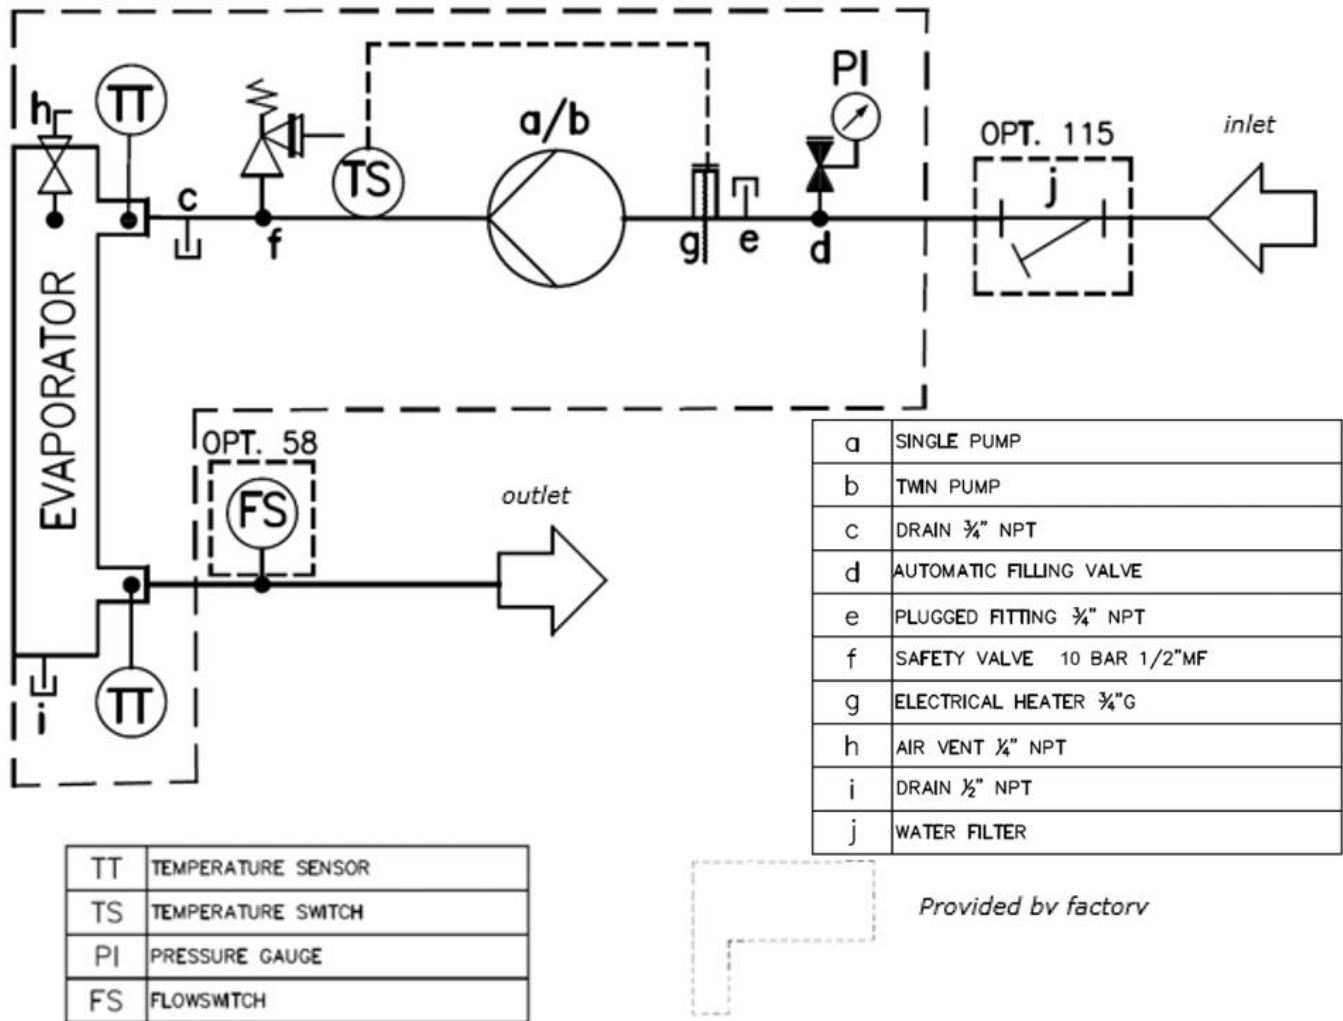 PI
TT
h
a/b
OPT. 115
inlet
TS
j
c
f
g
e
d
EVAPORATOR
OPT. 58
FS
outlet
TT
i
a SINGLE PUMP
b TWIN PUMP
c DRAIN ¾" NPT
d AUTOMATIC FILLING VALVE
e PLUGGED FITTING ¾" NPT
f SAFETY VALVE 10 BAR 1/2"MF
g ELECTRICAL HEATER ¾"G
h AIR VENT ¼" NPT
i DRAIN ½" NPT
j WATER FILTER
TT TEMPERATURE SENSOR
TS TEMPERATURE SWITCH
PI PRESSURE GAUGE
FS FLOWSWITCH
Provided by factory